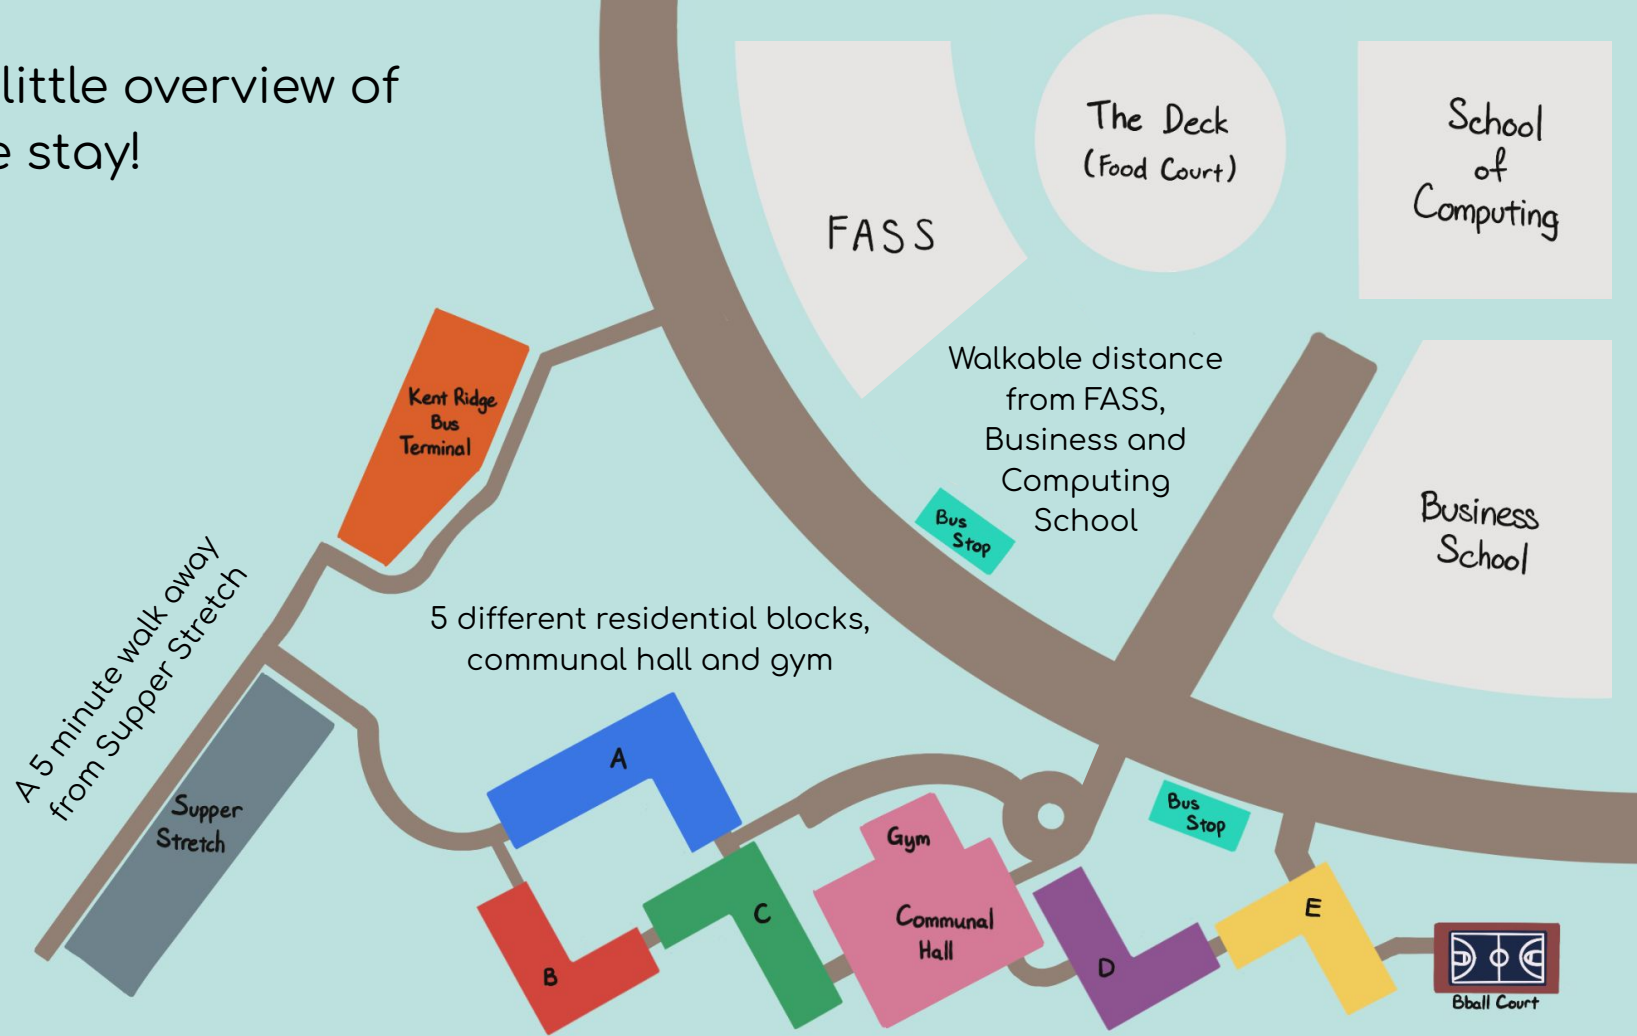 little overview of
e stay!
FASS
The Deck
(Food Court)
School
of
Computing
Kent Ridge
Bus
Terminal
Walkable distance
from FASS,
Business and
Computing
School
Business
School
Bus
Stop
A 5 minute walk away
from Supper Stretch
5 different residential blocks,
communal hall and gym
Supper
Stretch
A
Bus
Stop
Gym
Communal
Hall
B
C
D
E
Bball Court